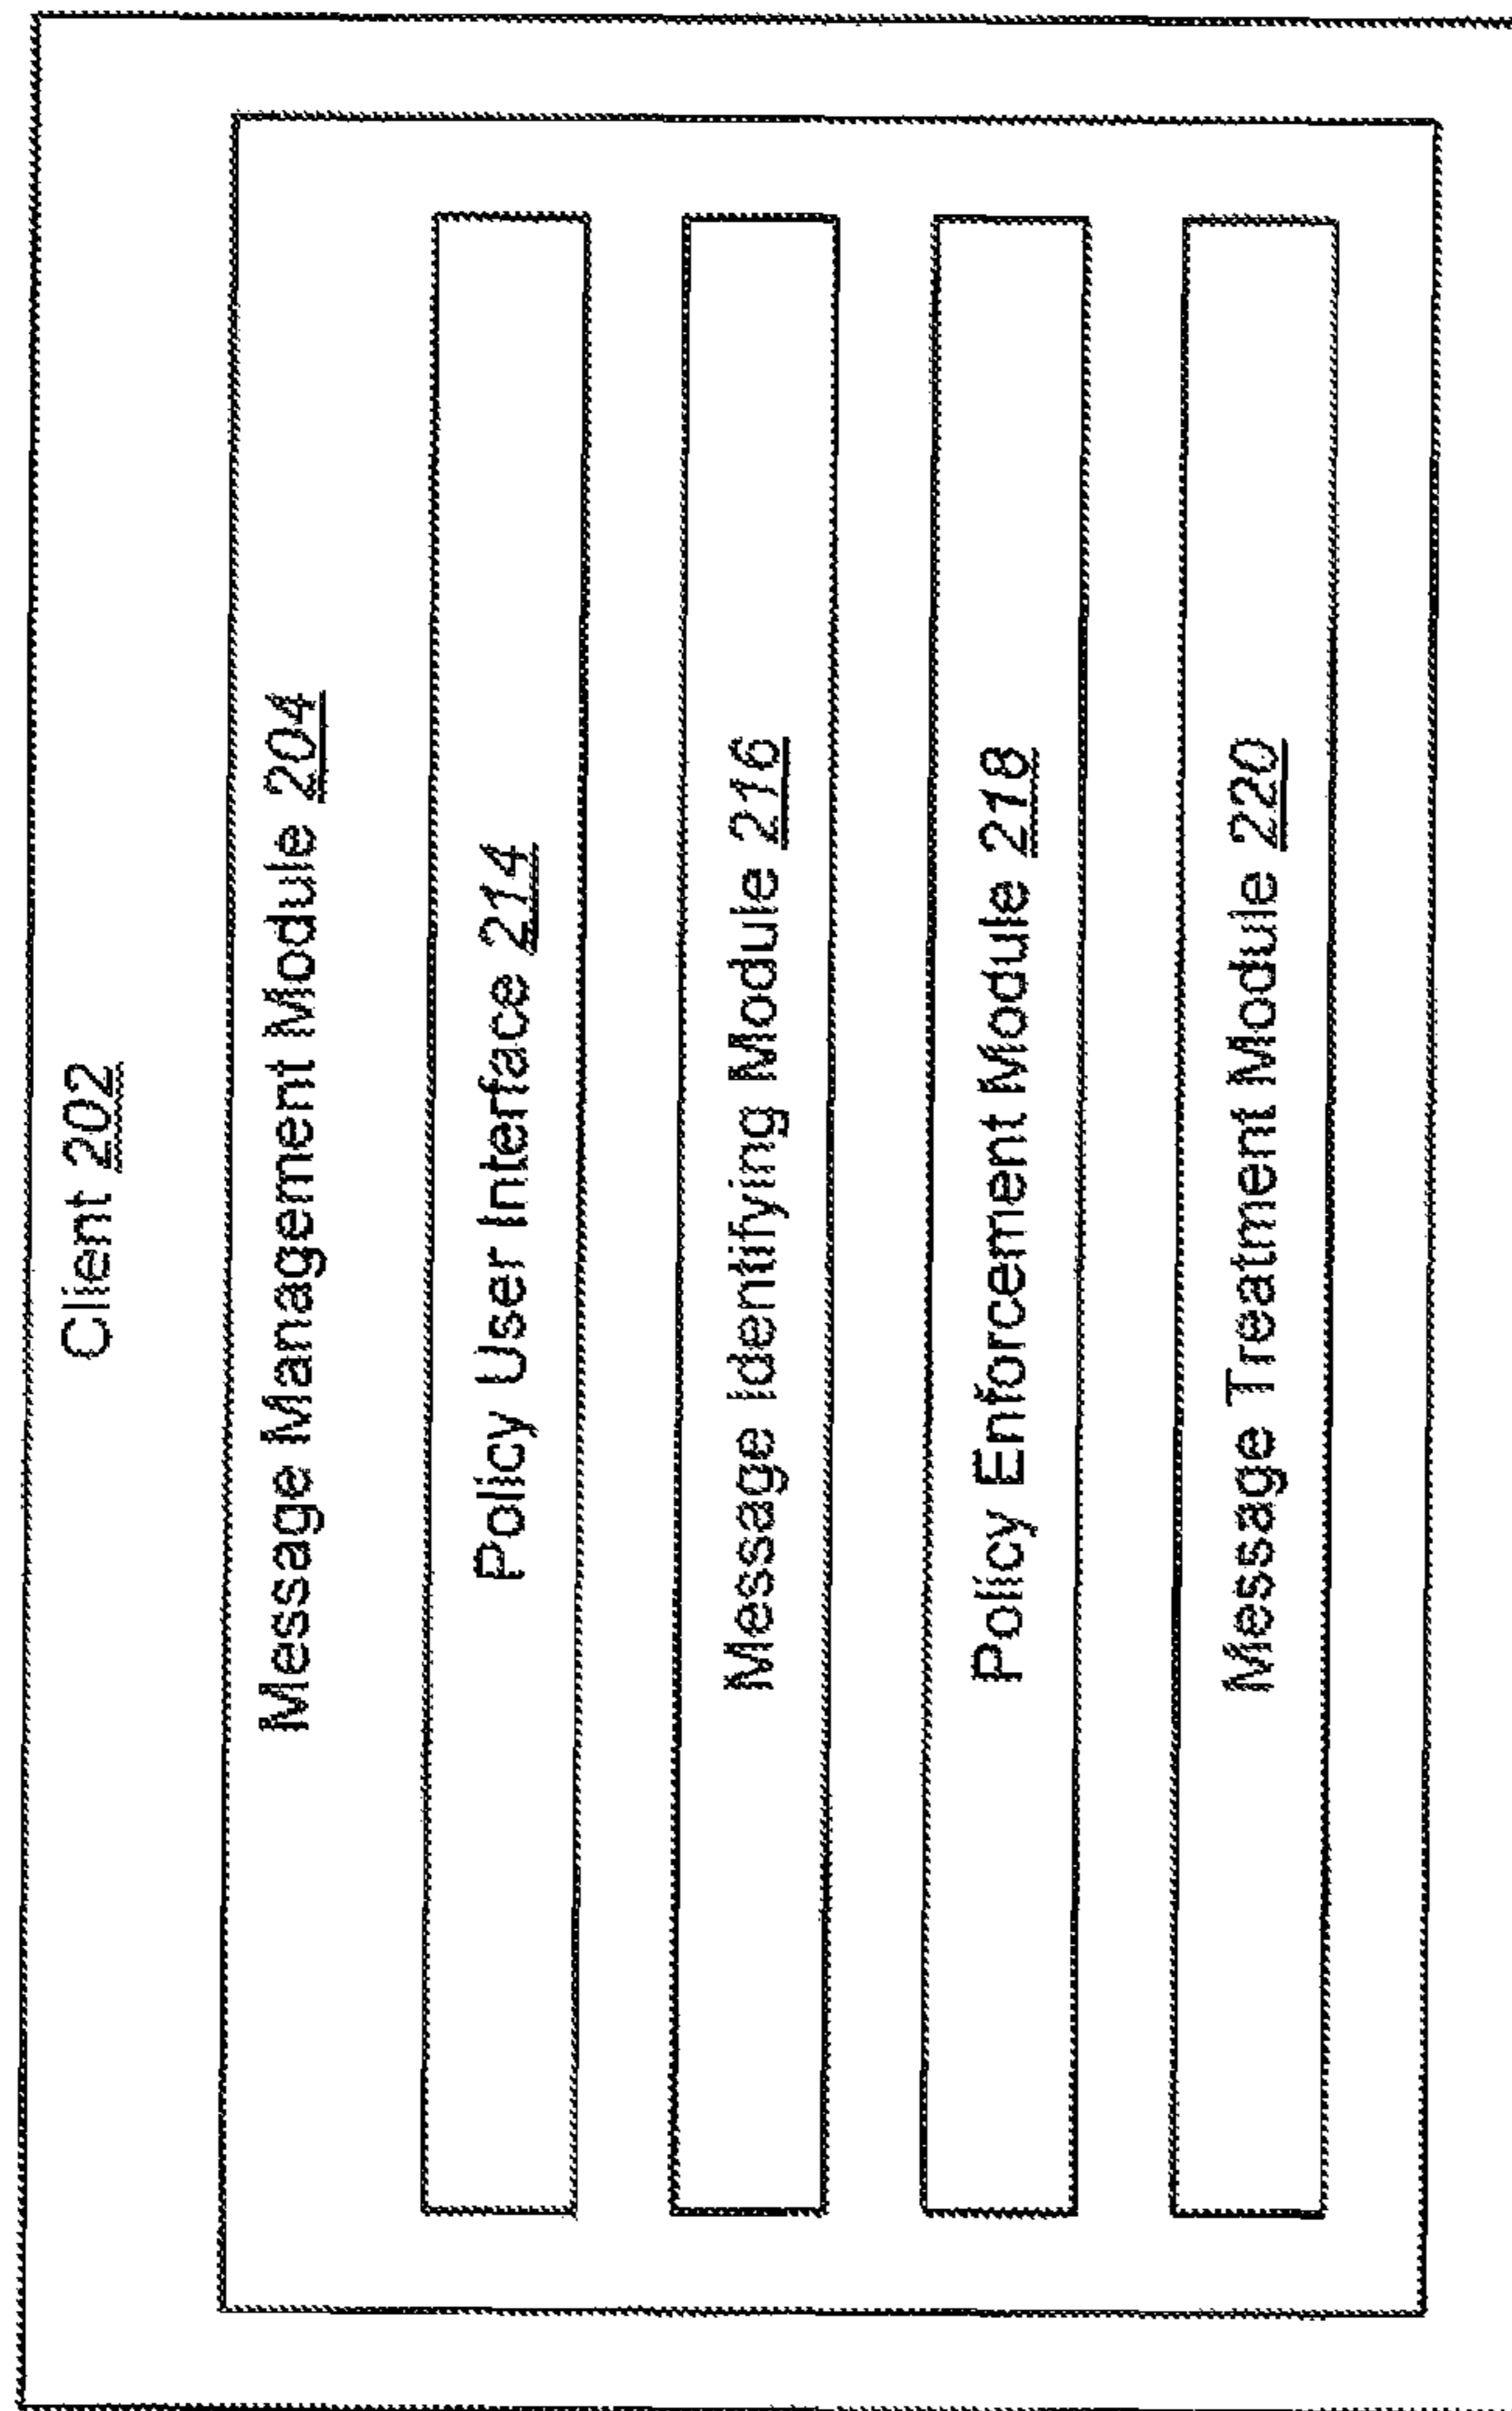 Client 202
Message Management Module 204
Policy User Interface 214
Message Identifying Module 216
Policy Enforcement Module 218
Message Treatment Module 220